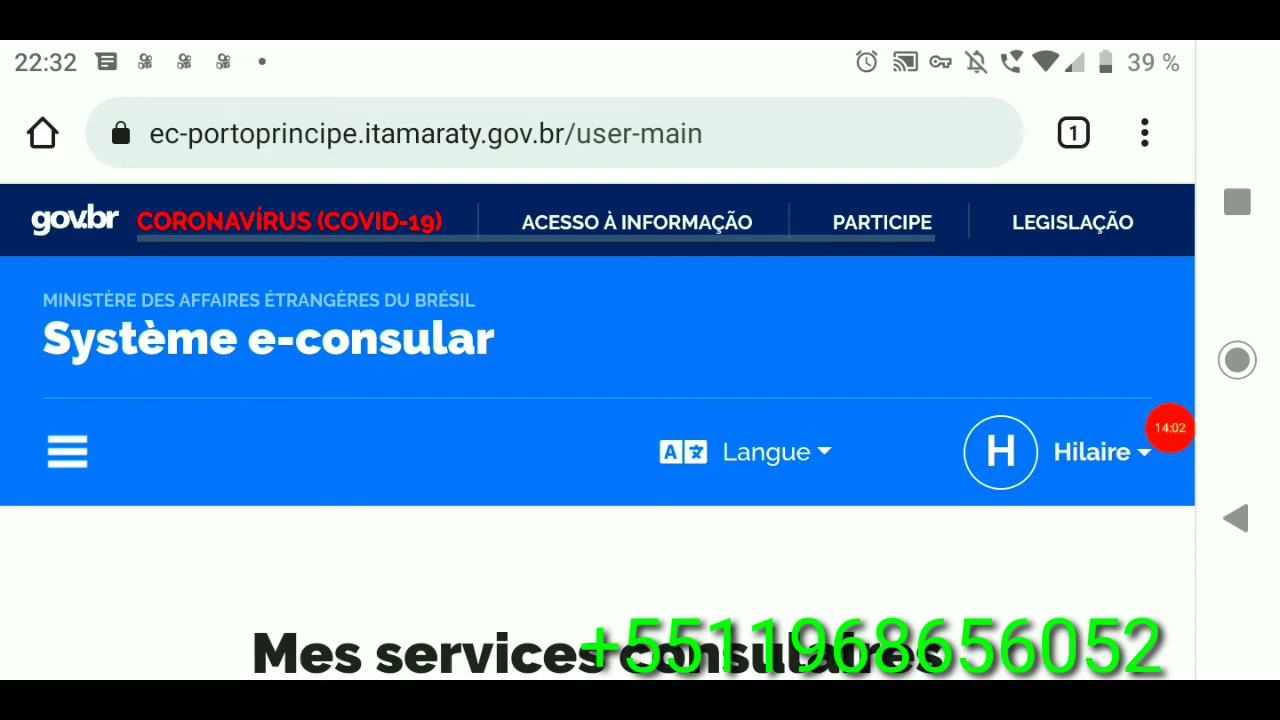 22:32 39 %
ec-portoprincipe.itamaraty.gov.br/user-main 1
gov.br CORONAVÍRUS (COVID-19) ACESSO À INFORMAÇÃO PARTICIPE LEGISLAÇÃO
MINISTÈRE DES AFFAIRES ÉTRANGÈRES DU BRÉSIL
Système e-consular
A Langue H Hilaire 14:02
Mes services consulaires
+5511968656052